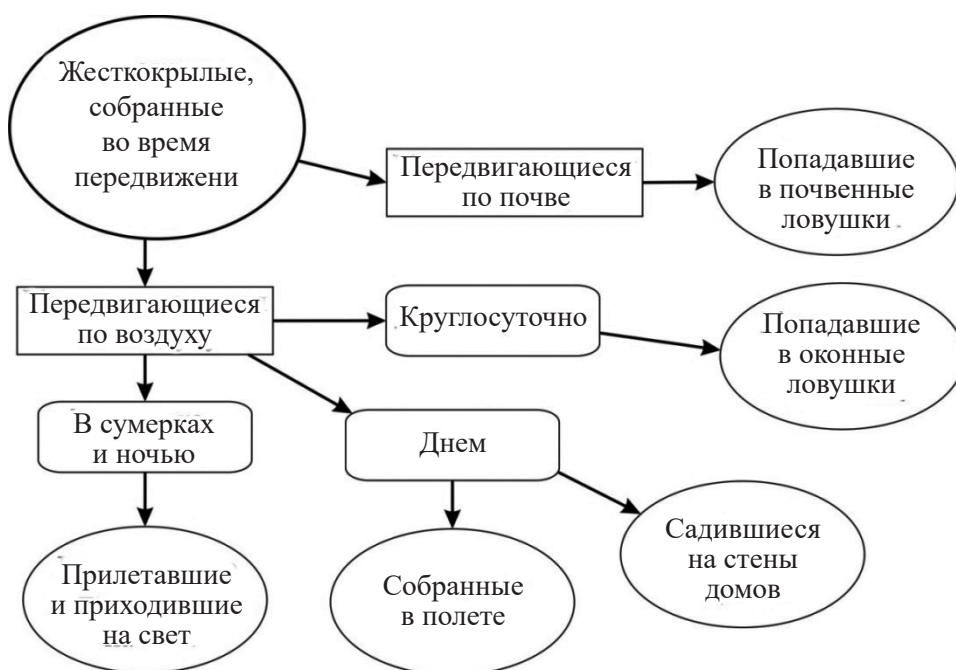 Жесткокрылые,
собранные
во время
передвижени
Передвигающиеся
по почве
Попадавшие
в почвенные
ловушки
Передвигающиеся
по воздуху
Круглосуточно
Попадавшие
в оконные
ловушки
В сумерках
и ночью
Днем
Садившиеся
на стены
домов
Прилетавшие
и приходившие
на свет
Собранные
в полете